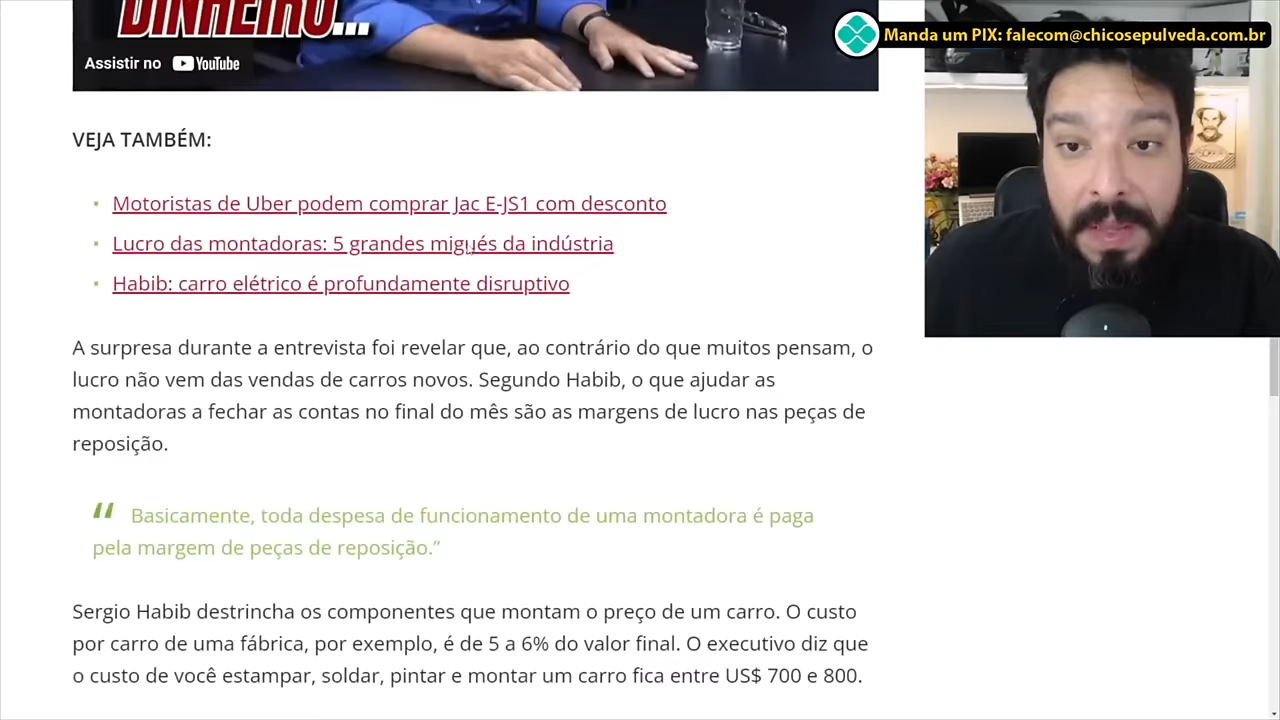 DINHEIRO...
Manda um PIX: falecom@chicosepulveda.com.br
Assistir no YouTube
VEJA TAMBÉM:
• Motoristas de Uber podem comprar Jac E-JS1 com desconto
• Lucro das montadoras: 5 grandes migués da indústria
• Habib: carro elétrico é profundamente disruptivo
A surpresa durante a entrevista foi revelar que, ao contrário do que muitos pensam, o
lucro não vem das vendas de carros novos. Segundo Habib, o que ajudar as
montadoras a fechar as contas no final do mês são as margens de lucro nas peças de
reposição.
“ Basicamente, toda despesa de funcionamento de uma montadora é paga
pela margem de peças de reposição.”
Sergio Habib destrincha os componentes que montam o preço de um carro. O custo
por carro de uma fábrica, por exemplo, é de 5 a 6% do valor final. O executivo diz que
o custo de você estampar, soldar, pintar e montar um carro fica entre US$ 700 e 800.